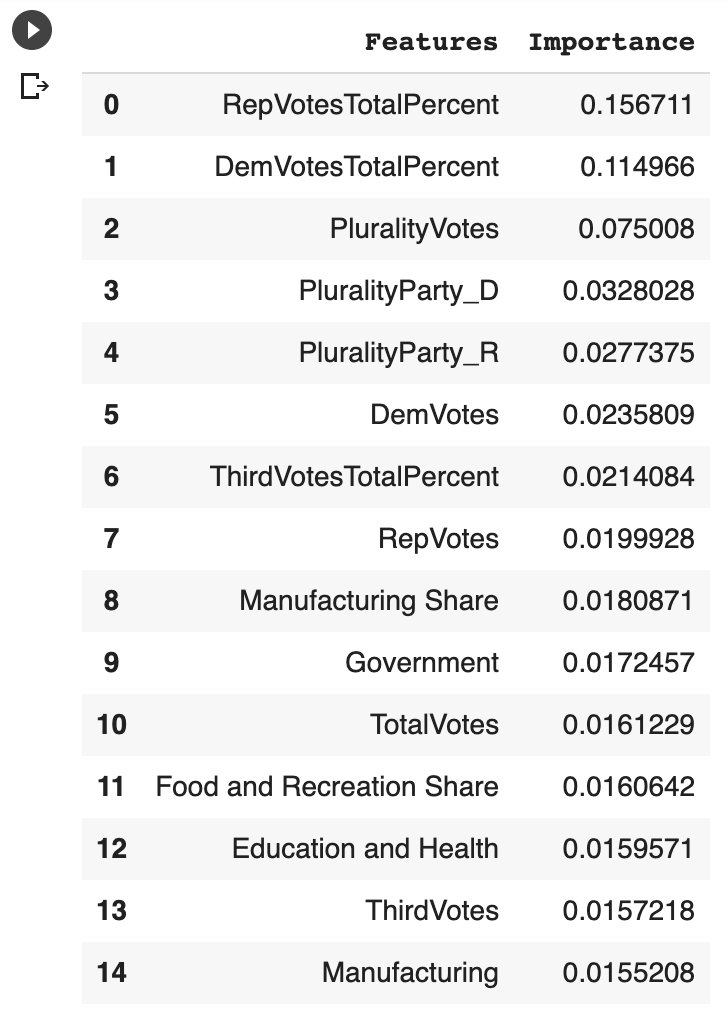 Features Importance
0 RepVotesTotalPercent 0.156711
1 DemVotesTotalPercent 0.114966
2 PluralityVotes 0.075008
3 PluralityParty_D 0.0328028
4 PluralityParty_R 0.0277375
5 DemVotes 0.0235809
6 ThirdVotesTotalPercent 0.0214084
7 RepVotes 0.0199928
8 Manufacturing Share 0.0180871
9 Government 0.0172457
10 TotalVotes 0.0161229
11 Food and Recreation Share 0.0160642
12 Education and Health 0.0159571
13 ThirdVotes 0.0157218
14 Manufacturing 0.0155208